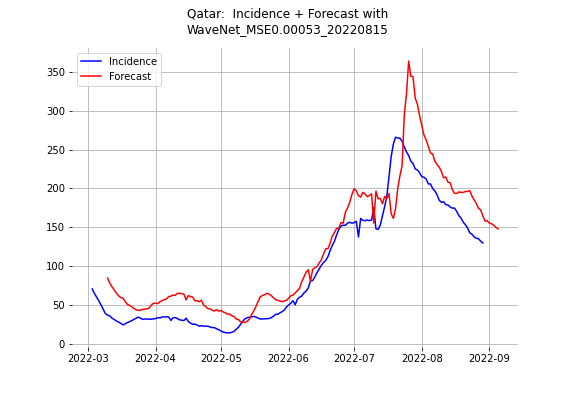 Qatar:  Incidence + Forecast with
WaveNet_MSE0.00053_20220815
Incidence
Forecast
350
300
250
200
150
100
50
0
2022-03 2022-04 2022-05 2022-06 2022-07 2022-08 2022-09